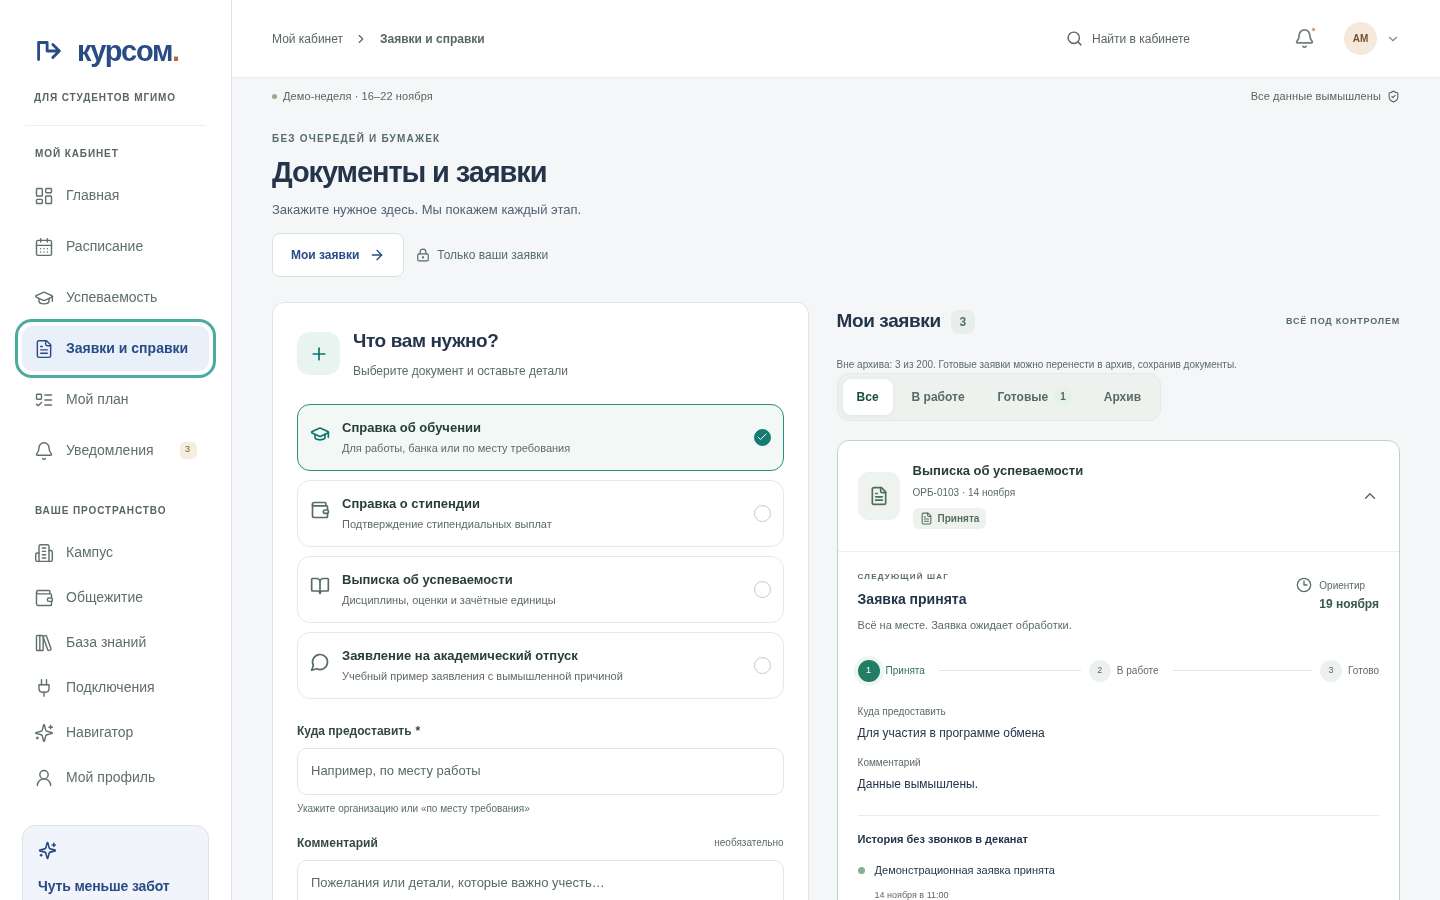 курсом.
ДЛЯ СТУДЕНТОВ МГИМО
МОЙ КАБИНЕТ
Главная
Расписание
Успеваемость
Заявки и справки
Мой план
Уведомления 3
ВАШЕ ПРОСТРАНСТВО
Кампус
Общежитие
База знаний
Подключения
Навигатор
Мой профиль
Чуть меньше забот
Мой кабинет Заявки и справки
Найти в кабинете
АМ
Демо-неделя · 16–22 ноября
Все данные вымышлены
БЕЗ ОЧЕРЕДЕЙ И БУМАЖЕК
Документы и заявки
Закажите нужное здесь. Мы покажем каждый этап.
Мои заявки
Только ваши заявки
Что вам нужно?
Выберите документ и оставьте детали
Справка об обучении
Для работы, банка или по месту требования
Справка о стипендии
Подтверждение стипендиальных выплат
Выписка об успеваемости
Дисциплины, оценки и зачётные единицы
Заявление на академический отпуск
Учебный пример заявления с вымышленной причиной
Куда предоставить *
Например, по месту работы
Укажите организацию или «по месту требования»
Комментарий необязательно
Пожелания или детали, которые важно учесть…
Мои заявки 3
ВСЁ ПОД КОНТРОЛЕМ
Вне архива: 3 из 200. Готовые заявки можно перенести в архив, сохранив документы.
Все В работе Готовые 1 Архив
Выписка об успеваемости
ОРБ-0103 · 14 ноября
Принята
СЛЕДУЮЩИЙ ШАГ
Заявка принята
Всё на месте. Заявка ожидает обработки.
Ориентир
19 ноября
1 Принята 2 В работе 3 Готово
Куда предоставить
Для участия в программе обмена
Комментарий
Данные вымышлены.
История без звонков в деканат
Демонстрационная заявка принята
14 ноября в 11:00